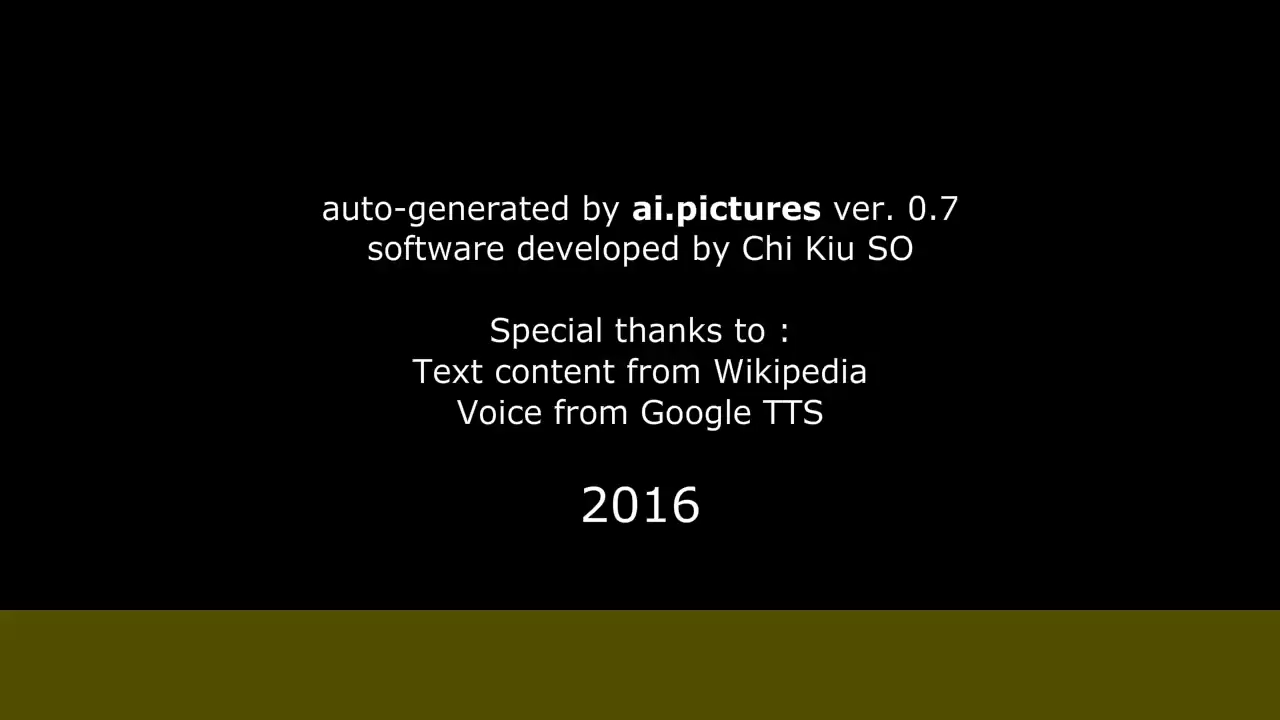 auto-generated by ai.pictures ver. 0.7
software developed by Chi Kiu SO
Special thanks to :
Text content from Wikipedia
Voice from Google TTS
2016